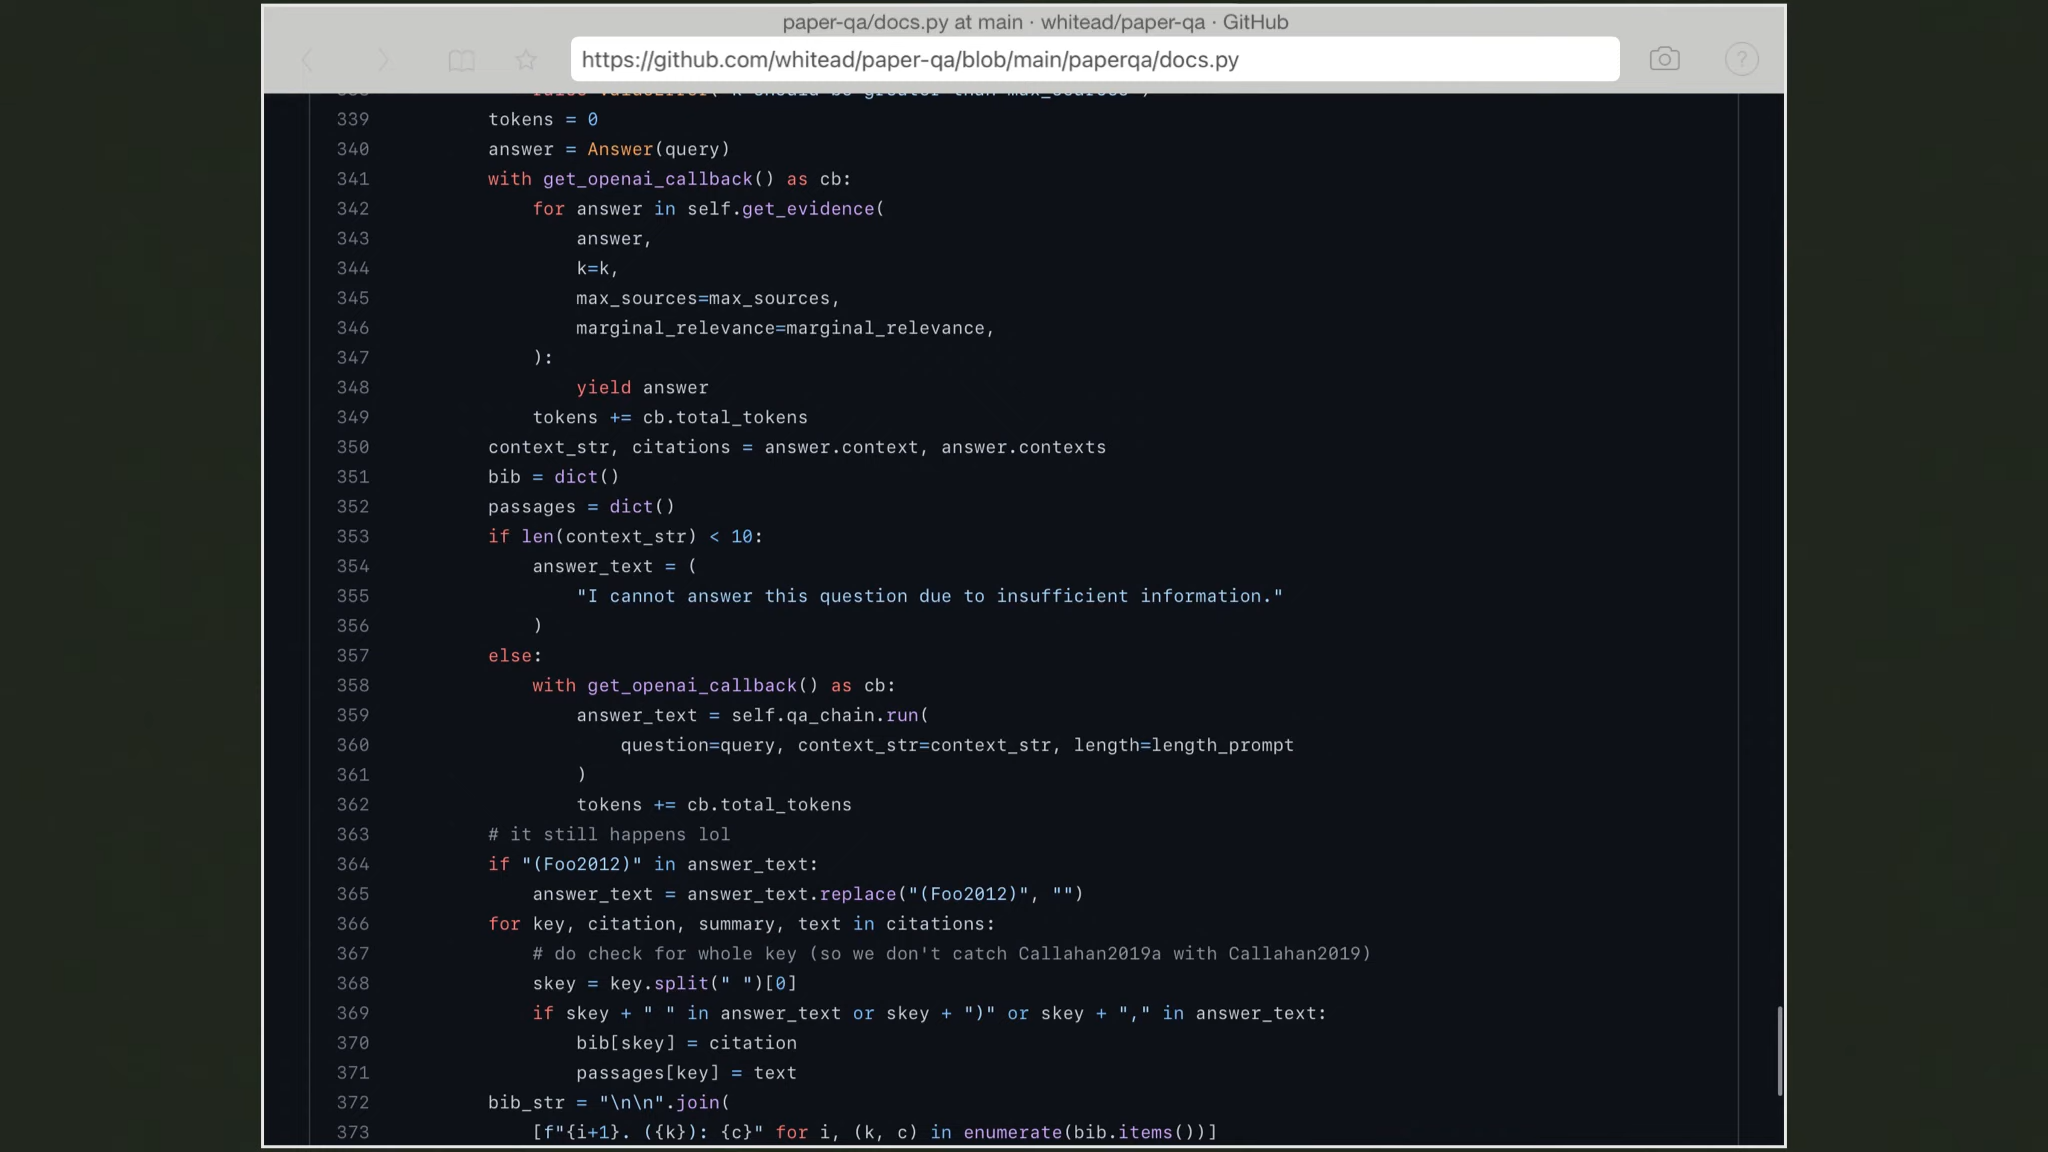 paper-qa/docs.py at main · whitead/paper-qa · GitHub
https://github.com/whitead/paper-qa/blob/main/paperqa/docs.py
?
339 tokens = 0
340 answer = Answer(query)
341 with get_openai_callback() as cb:
342 for answer in self.get_evidence(
343 answer,
344 k=k,
345 max_sources=max_sources,
346 marginal_relevance=marginal_relevance,
347 ):
348 yield answer
349 tokens += cb.total_tokens
350 context_str, citations = answer.context, answer.contexts
351 bib = dict()
352 passages = dict()
353 if len(context_str) < 10:
354 answer_text = (
355 "I cannot answer this question due to insufficient information."
356 )
357 else:
358 with get_openai_callback() as cb:
359 answer_text = self.qa_chain.run(
360 question=query, context_str=context_str, length=length_prompt
361 )
362 tokens += cb.total_tokens
363 # it still happens lol
364 if "(Foo2012)" in answer_text:
365 answer_text = answer_text.replace("(Foo2012)", "")
366 for key, citation, summary, text in citations:
367 # do check for whole key (so we don't catch Callahan2019a with Callahan2019)
368 skey = key.split(" ")[0]
369 if skey + " " in answer_text or skey + ")" or skey + "," in answer_text:
370 bib[skey] = citation
371 passages[key] = text
372 bib_str = "\n\n".join(
373 [f"{i+1}. ({k}): {c}" for i, (k, c) in enumerate(bib.items())]